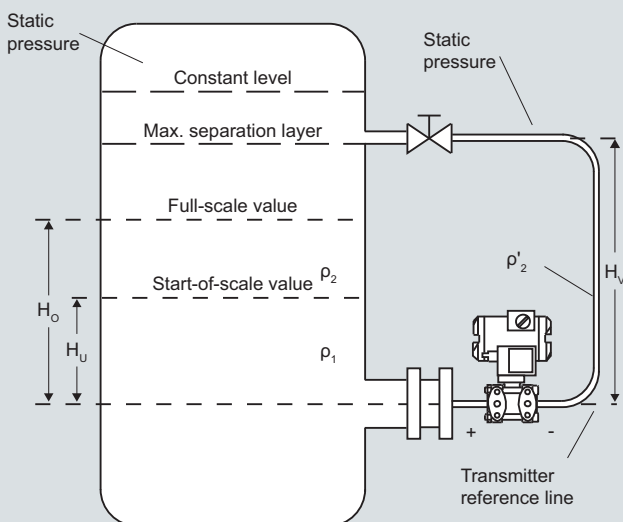 Static
pressure
Constant level
Max. separation layer
Full-scale value
Start-of-scale value
ρ2
ρ1
HO
HU
Static
pressure
ρ'2
HV
+ -
Transmitter
reference line